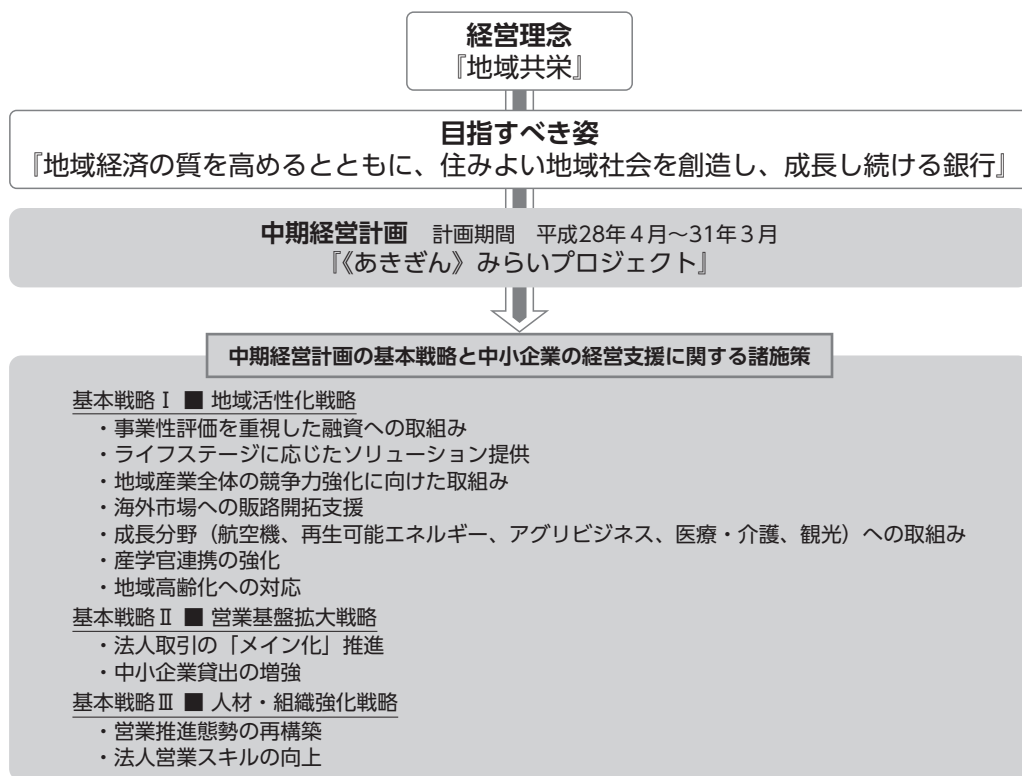 経営理念
『地域共栄』
目指すべき姿
『地域経済の質を高めるとともに、住みよい地域社会を創造し、成長し続ける銀行』
中期経営計画　計画期間　平成28年4月～31年3月
『《あきぎん》みらいプロジェクト』
中期経営計画の基本戦略と中小企業の経営支援に関する諸施策
基本戦略Ⅰ ■ 地域活性化戦略
・事業性評価を重視した融資への取組み
・ライフステージに応じたソリューション提供
・地域産業全体の競争力強化に向けた取組み
・海外市場への販路開拓支援
・成長分野（航空機、再生可能エネルギー、アグリビジネス、医療・介護、観光）への取組み
・産学官連携の強化
・地域高齢化への対応
基本戦略Ⅱ ■ 営業基盤拡大戦略
・法人取引の「メイン化」推進
・中小企業貸出の増強
基本戦略Ⅲ ■ 人材・組織強化戦略
・営業推進態勢の再構築
・法人営業スキルの向上